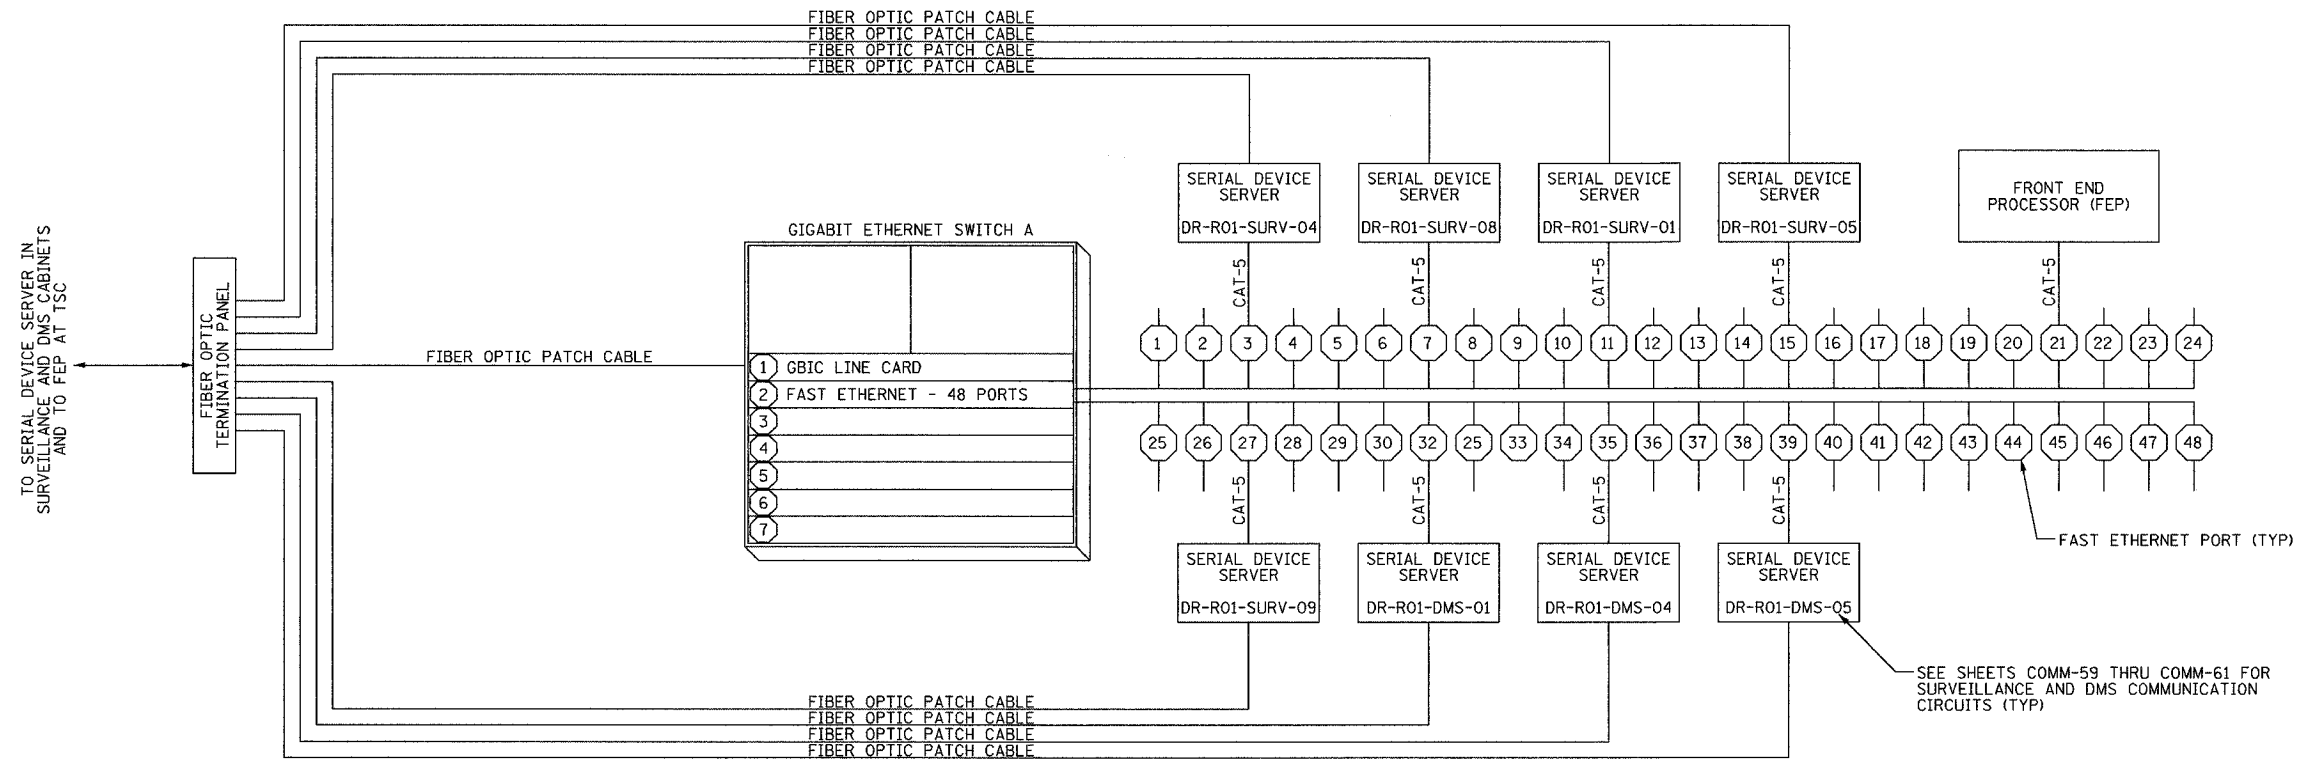 FIBER OPTIC PATCH CABLE
FIBER OPTIC PATCH CABLE
FIBER OPTIC PATCH CABLE
FIBER OPTIC PATCH CABLE
SERIAL DEVICE
SERVER
DR-R01-SURV-04
SERIAL DEVICE
SERVER
DR-R01-SURV-08
SERIAL DEVICE
SERVER
DR-R01-SURV-01
SERIAL DEVICE
SERVER
DR-R01-SURV-05
FRONT END
PROCESSOR (FEP)
TO SERIAL DEVICE SERVER IN
SURVEILLANCE AND DMS CABINETS
AND TO FEP AT TSC
FIBER OPTIC
TERMINATION PANEL
FIBER OPTIC PATCH CABLE
GIGABIT ETHERNET SWITCH A
1 GBIC LINE CARD
2 FAST ETHERNET - 48 PORTS
3
4
5
6
7
CAT-5
CAT-5
CAT-5
CAT-5
CAT-5
1 2 3 4 5 6 7 8 9 10 11 12 13 14 15 16 17 18 19 20 21 22 23 24
25 26 27 28 29 30 32 25 33 34 35 36 37 38 39 40 41 42 43 44 45 46 47 48
CAT-5
CAT-5
CAT-5
CAT-5
FAST ETHERNET PORT (TYP)
SERIAL DEVICE
SERVER
DR-R01-SURV-09
SERIAL DEVICE
SERVER
DR-R01-DMS-01
SERIAL DEVICE
SERVER
DR-R01-DMS-04
SERIAL DEVICE
SERVER
DR-R01-DMS-05
SEE SHEETS COMM-59 THRU COMM-61 FOR
SURVEILLANCE AND DMS COMMUNICATION
CIRCUITS (TYP)
FIBER OPTIC PATCH CABLE
FIBER OPTIC PATCH CABLE
FIBER OPTIC PATCH CABLE
FIBER OPTIC PATCH CABLE